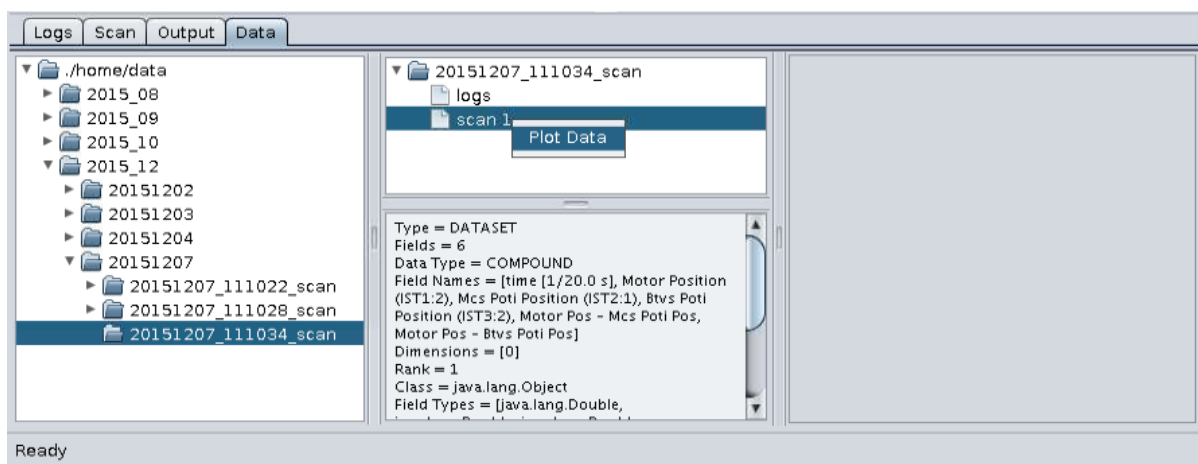 Logs Scan Output Data
./home/data
2015_08
2015_09
2015_10
2015_12
20151202
20151203
20151204
20151207
20151207_111022_scan
20151207_111028_scan
20151207_111034_scan
20151207_111034_scan
logs
scan 1
Plot Data
Type = DATASET
Fields = 6
Data Type = COMPOUND
Field Names = [time [1/20.0 s], Motor Position
(IST1:2), Mcs Poti Position (IST2:1), Btvs Poti
Position (IST3:2), Motor Pos - Mcs Poti Pos,
Motor Pos - Btvs Poti Pos]
Dimensions = [0]
Rank = 1
Class = java.lang.Object
Field Types = [java.lang.Double,
Ready